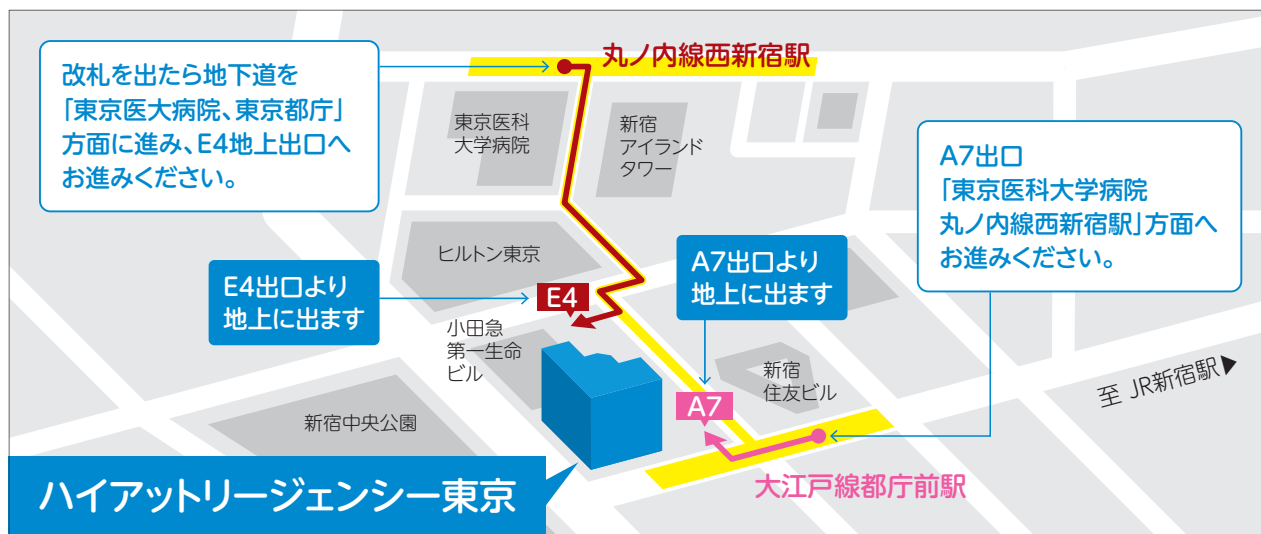 改札を出たら地下道を
「東京医大病院、東京都庁」
方面に進み、E4地上出口へ
お進みください。
丸ノ内線西新宿駅
東京医科
大学病院
新宿
アイランド
タワー
A7出口
「東京医科大学病院
丸ノ内線西新宿駅」方面へ
お進みください。
ヒルトン東京
A7出口より
地上に出ます
E4出口より
地上に出ます
E4
小田急
第一生命
ビル
新宿
住友ビル
至 JR新宿駅▶
A7
新宿中央公園
ハイアットリージェンシー東京
大江戸線都庁前駅